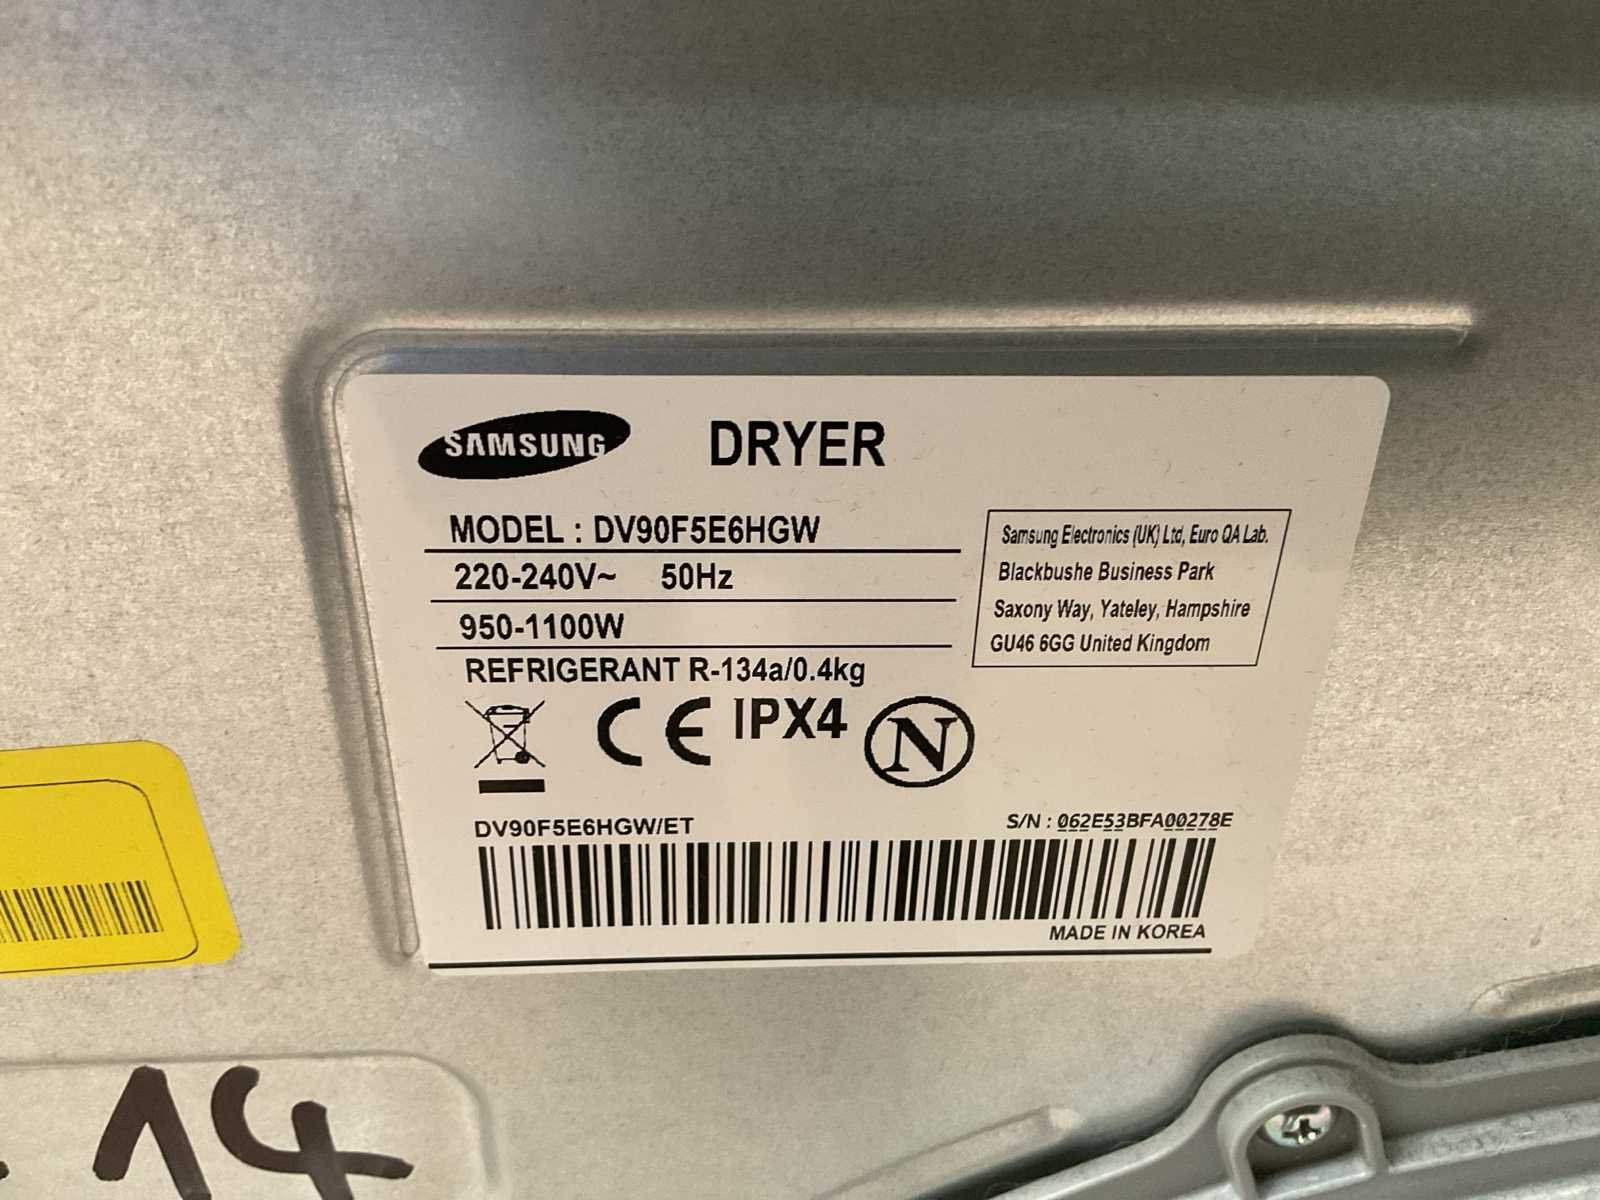 SAMSUNG DRYER
MODEL : DV90F5E6HGW
220-240V~ 50Hz
950-1100W
REFRIGERANT R-134a/0.4kg
Samsung Electronics (UK) Ltd, Euro QA Lab.
Blackbushe Business Park
Saxony Way, Yateley, Hampshire
GU46 6GG United Kingdom
CE IPX4 N
DV90F5E6HGW/ET
S/N : 062E53BFA00278E
MADE IN KOREA
14